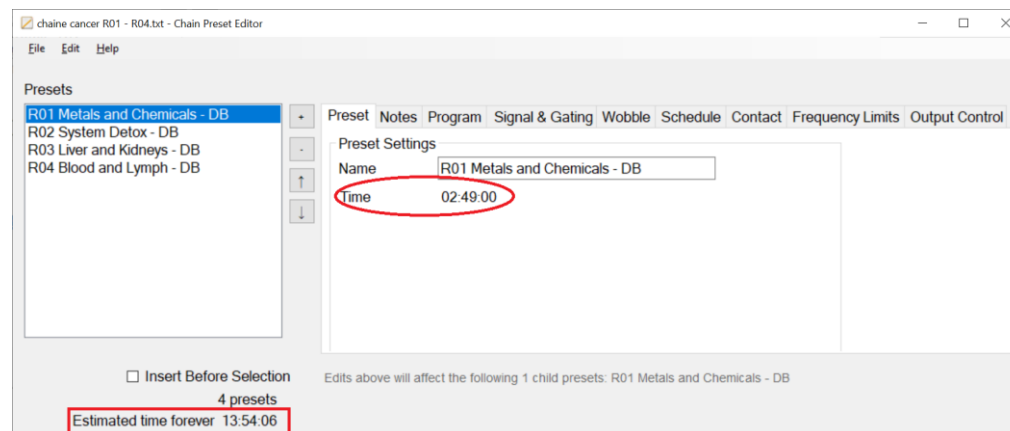 chaine cancer R01 - R04.txt - Chain Preset Editor
File Edit Help
Presets
R01 Metals and Chemicals - DB
R02 System Detox - DB
R03 Liver and Kidneys - DB
R04 Blood and Lymph - DB
+
-
↑
↓
Preset Notes Program Signal & Gating Wobble Schedule Contact Frequency Limits Output Control
Preset Settings
Name R01 Metals and Chemicals - DB
Time 02:49:00
Insert Before Selection
4 presets
Estimated time forever 13:54:06
Edits above will affect the following 1 child presets: R01 Metals and Chemicals - DB